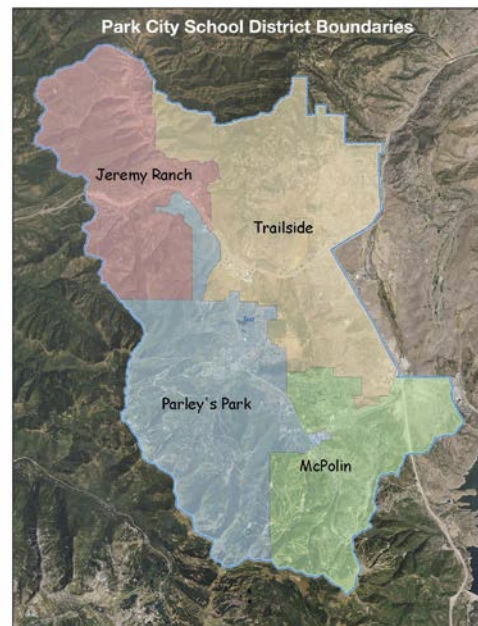 Park City School District Boundaries
Jeremy Ranch
Trailside
Parley's Park
McPolin